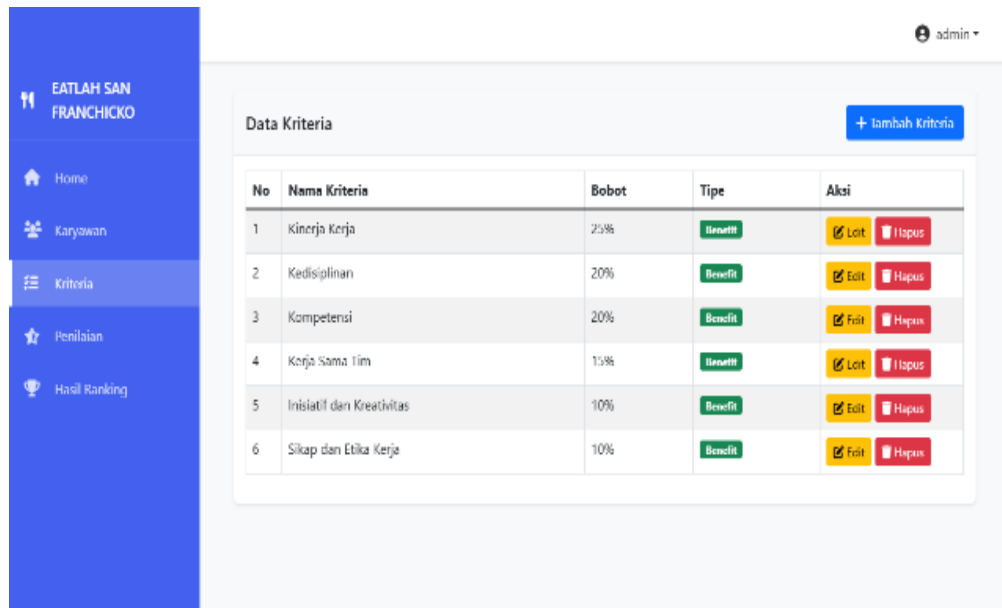 admin
EATLAH SAN
FRANCHICKO
Home
Karyawan
Kriteria
Penilaian
Hasil Ranking
Data Kriteria
+ Tambah Kriteria
No Nama Kriteria Bobot Tipe Aksi
1 Kinerja Kerja 25% Benefit Edit Hapus
2 Kedisiplinan 20% Benefit Edit Hapus
3 Kompetensi 20% Benefit Edit Hapus
4 Kerja Sama Tim 15% Benefit Edit Hapus
5 Inisiatif dan Kreativitas 10% Benefit Edit Hapus
6 Sikap dan Etika Kerja 10% Benefit Edit Hapus